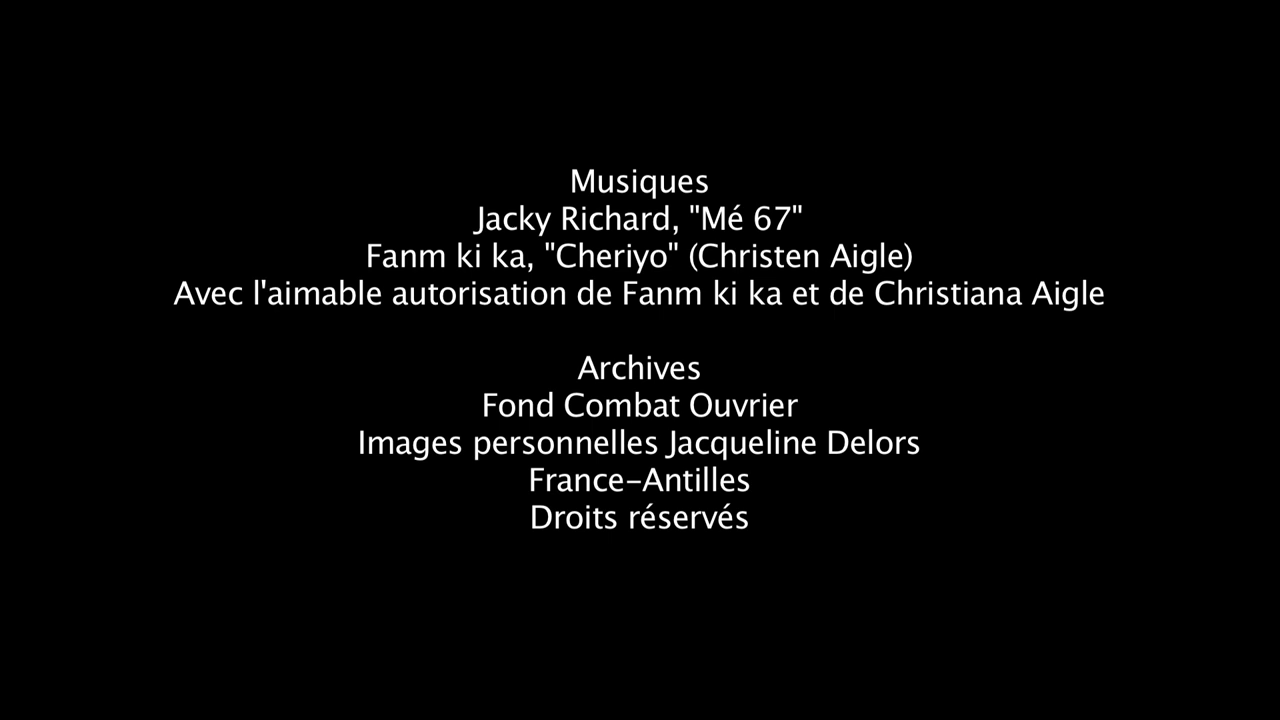 Musiques
Jacky Richard, "Mé 67"
Fanm ki ka, "Cheriyo" (Christen Aigle)
Avec l'aimable autorisation de Fanm ki ka et de Christiana Aigle
Archives
Fond Combat Ouvrier
Images personnelles Jacqueline Delors
France-Antilles
Droits réservés